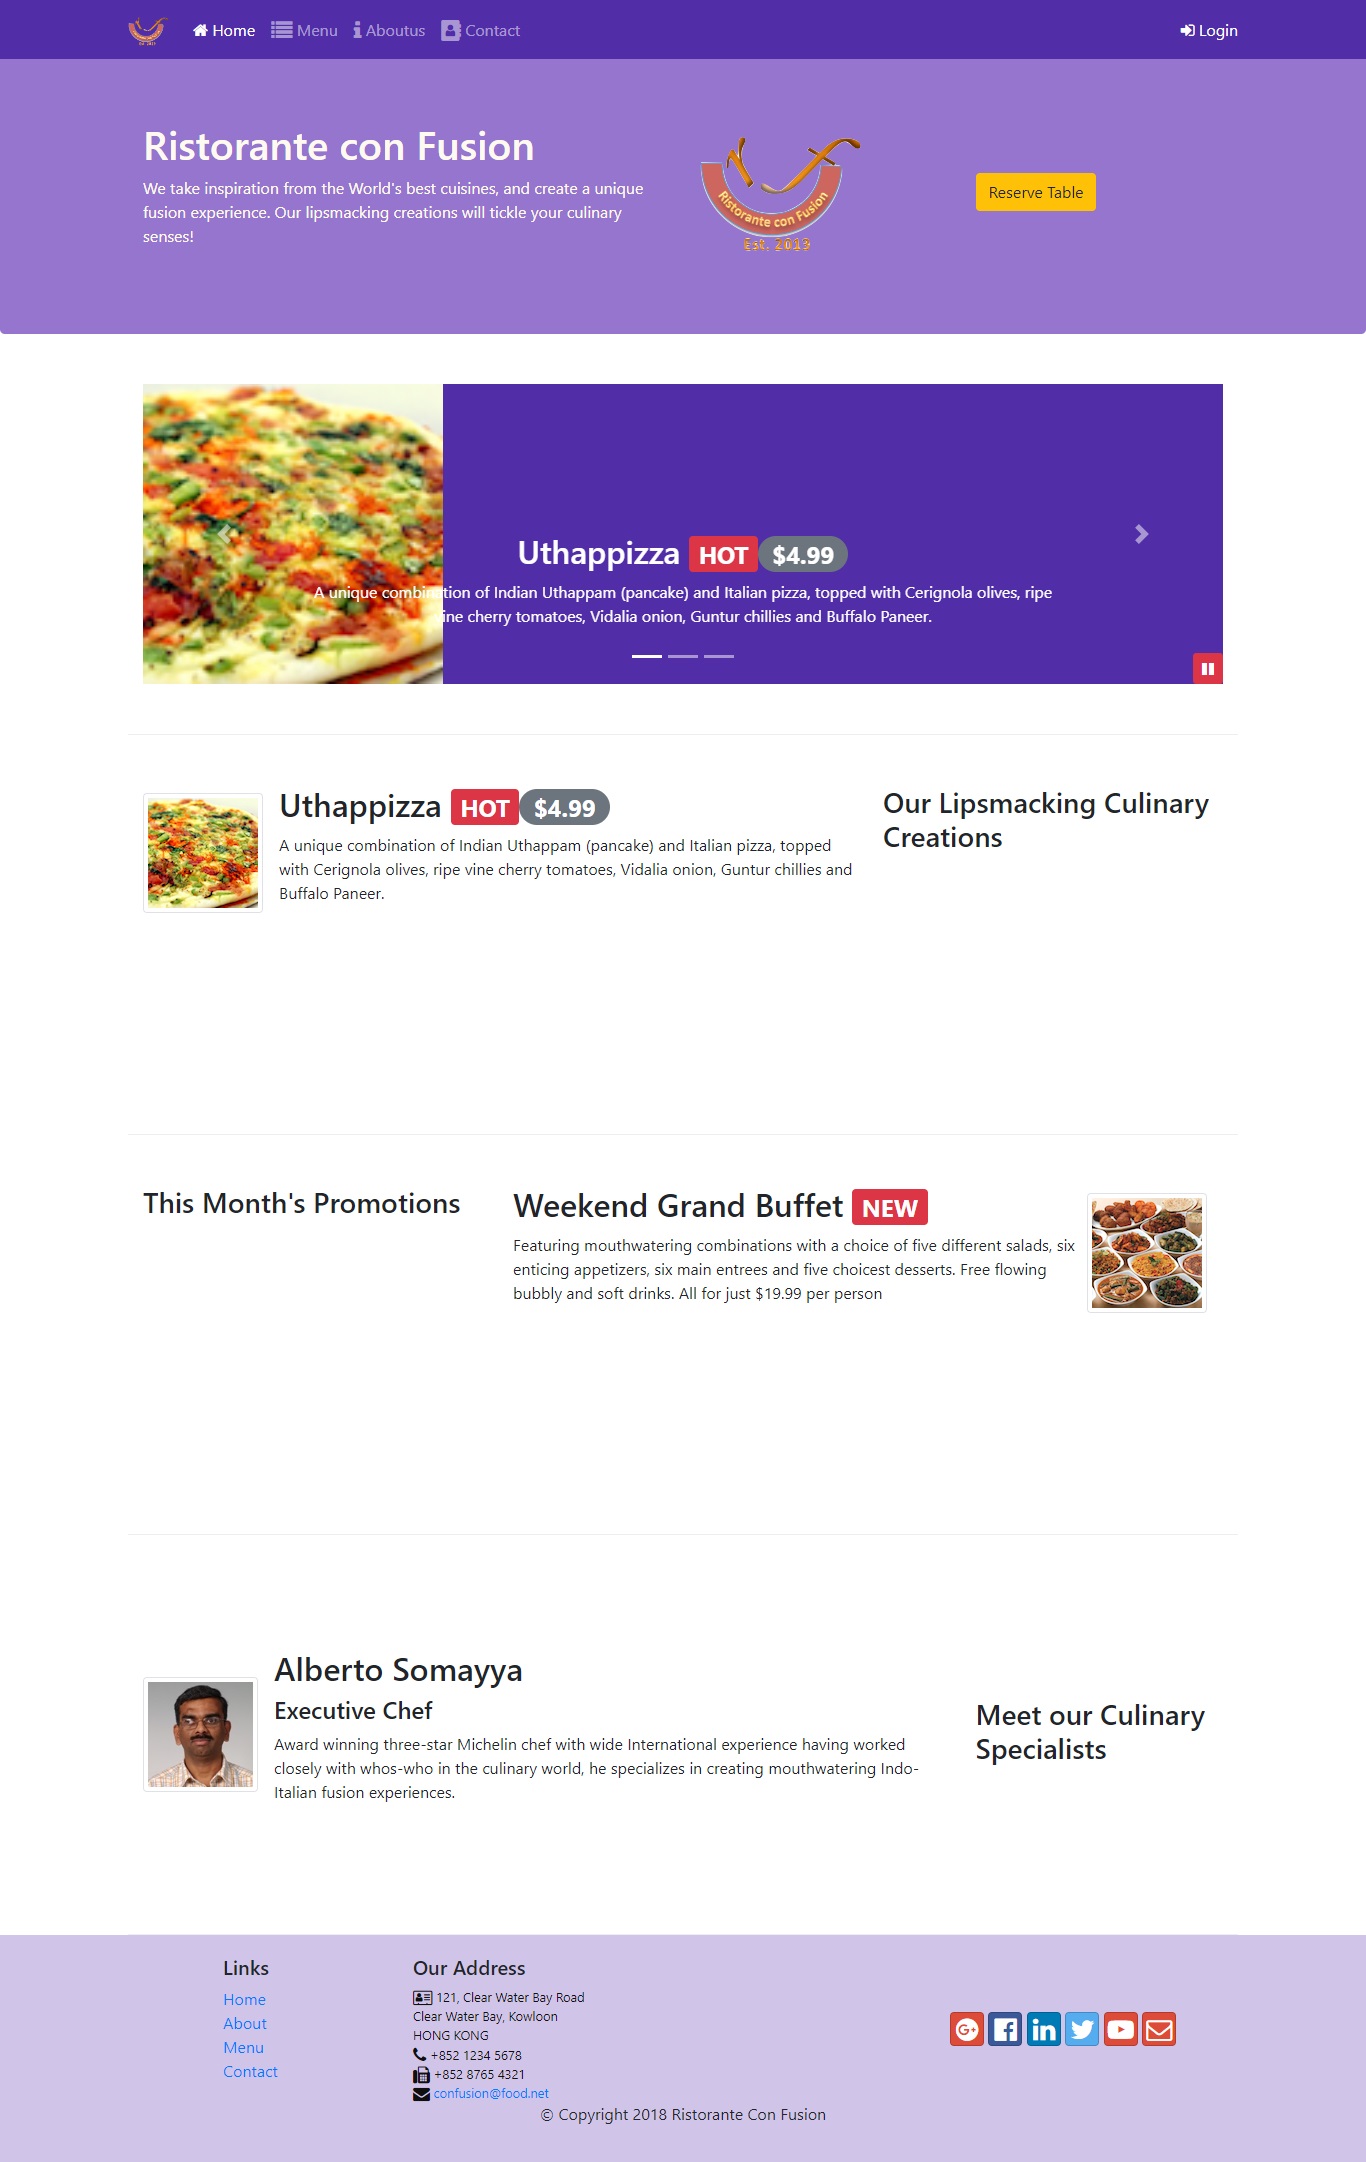 Home Menu Aboutus Contact Login
Ristorante con Fusion
We take inspiration from the World's best cuisines, and create a unique
fusion experience. Our lipsmacking creations will tickle your culinary
senses!
Ristorante con Fusion
Est. 2019
Reserve Table
Uthappizza HOT $4.99
A unique combination of Indian Uthappam (pancake) and Italian pizza, topped with Cerignola olives, ripe
vine cherry tomatoes, Vidalia onion, Guntur chillies and Buffalo Paneer.
Uthappizza HOT $4.99
A unique combination of Indian Uthappam (pancake) and Italian pizza, topped
with Cerignola olives, ripe vine cherry tomatoes, Vidalia onion, Guntur chillies and
Buffalo Paneer.
Our Lipsmacking Culinary
Creations
This Month's Promotions
Weekend Grand Buffet NEW
Featuring mouthwatering combinations with a choice of five different salads, six
enticing appetizers, six main entrees and five choicest desserts. Free flowing
bubbly and soft drinks. All for just $19.99 per person
Alberto Somayya
Executive Chef
Award winning three-star Michelin chef with wide International experience having worked
closely with whos-who in the culinary world, he specializes in creating mouthwatering Indo-
Italian fusion experiences.
Meet our Culinary
Specialists
Links
Home
About
Menu
Contact
Our Address
121, Clear Water Bay Road
Clear Water Bay, Kowloon
HONG KONG
+852 1234 5678
+852 8765 4321
confusion@food.net
© Copyright 2018 Ristorante Con Fusion